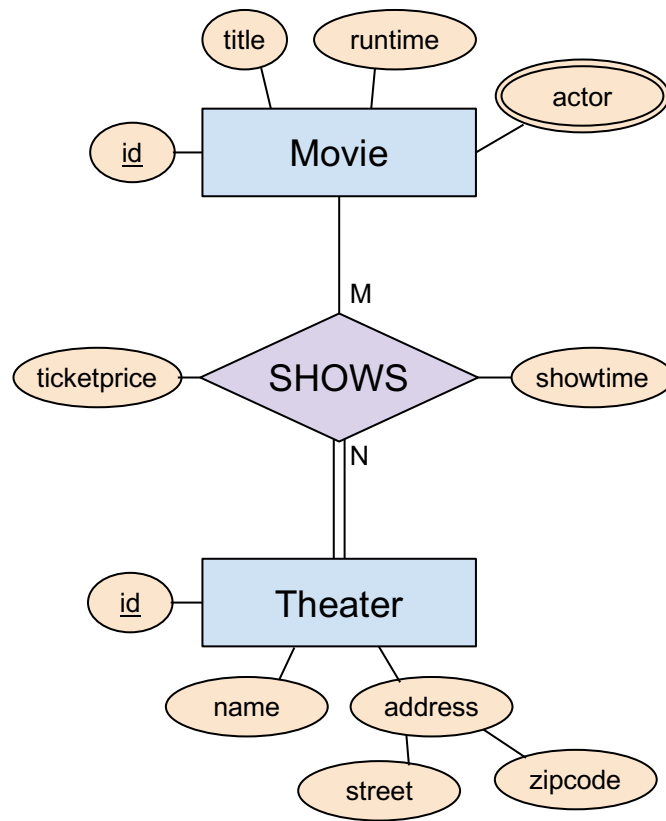 title
runtime
actor
id
Movie
M
ticketprice
SHOWS
showtime
N
id
Theater
name
address
street
zipcode